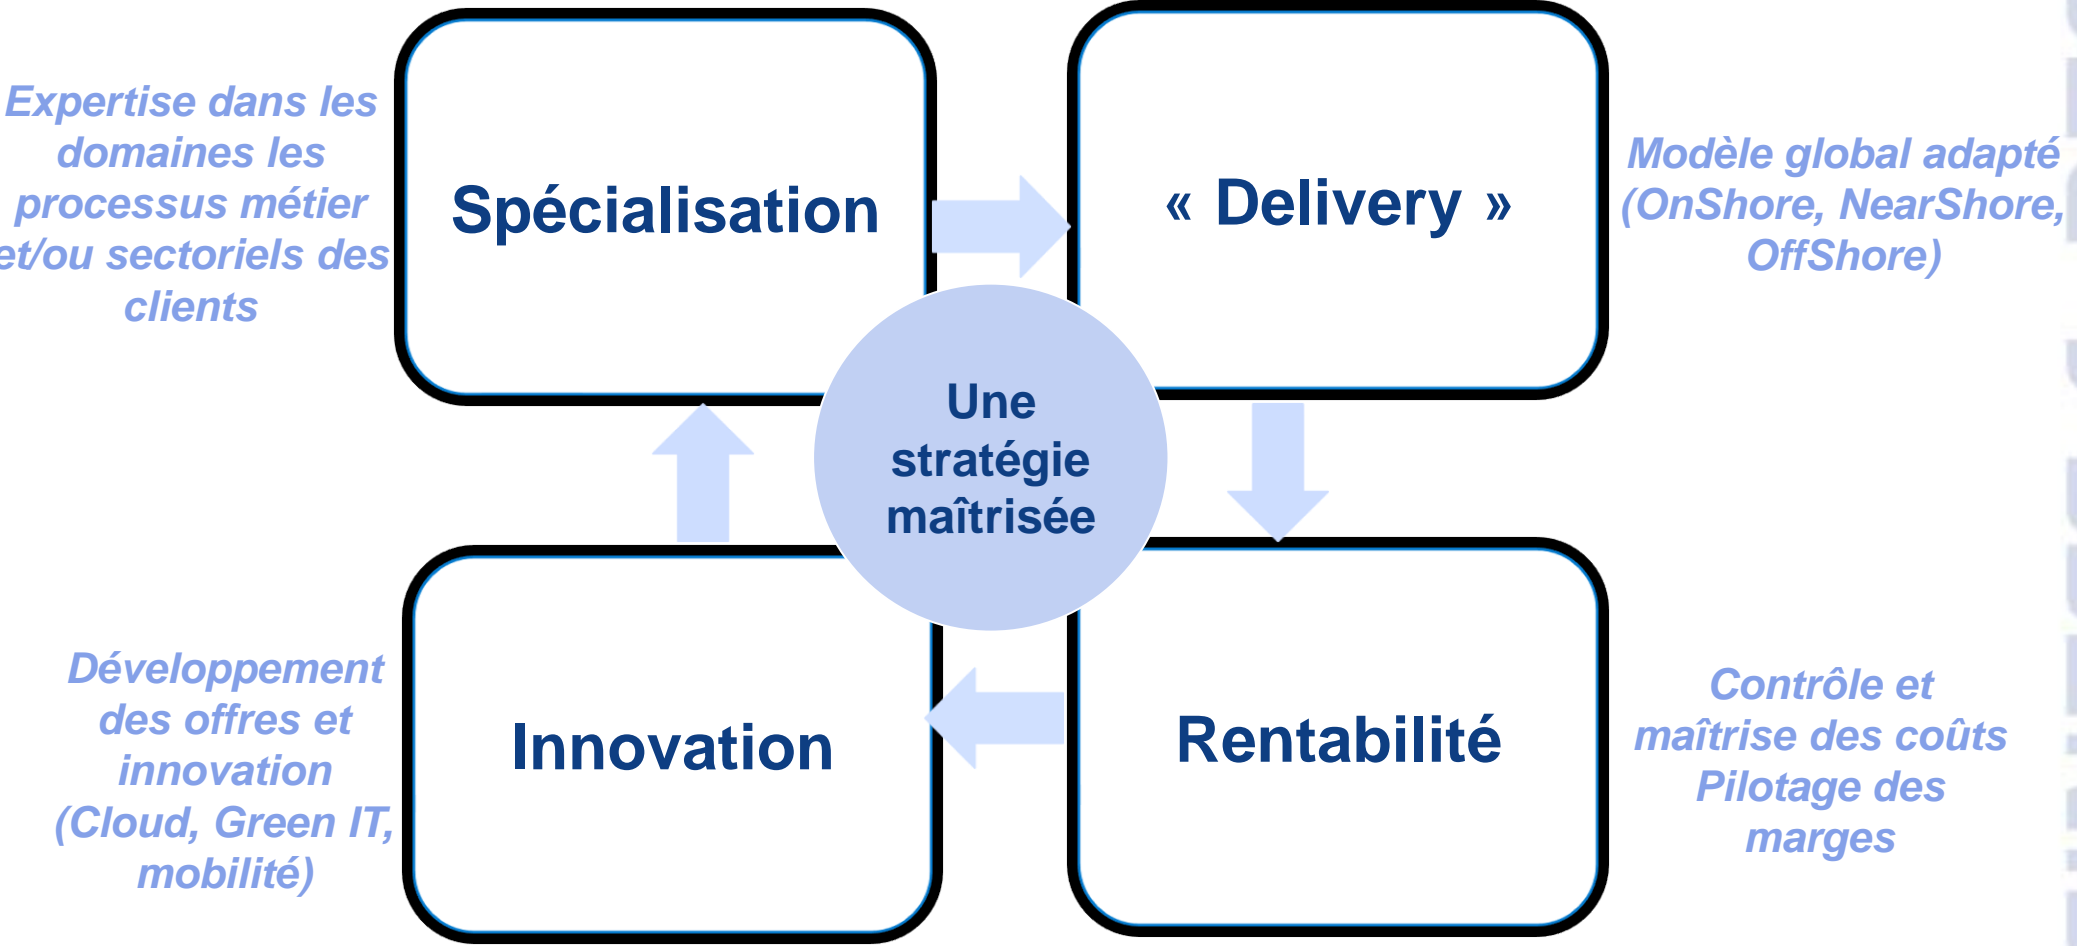 Expertise dans les
domaines les
processus métier
et/ou sectoriels des
clients
Spécialisation
« Delivery »
Modèle global adapté
(OnShore, NearShore,
OffShore)
Une
stratégie
maîtrisée
Développement
des offres et
innovation
(Cloud, Green IT,
mobilité)
Innovation
Rentabilité
Contrôle et
maîtrise des coûts
Pilotage des
marges